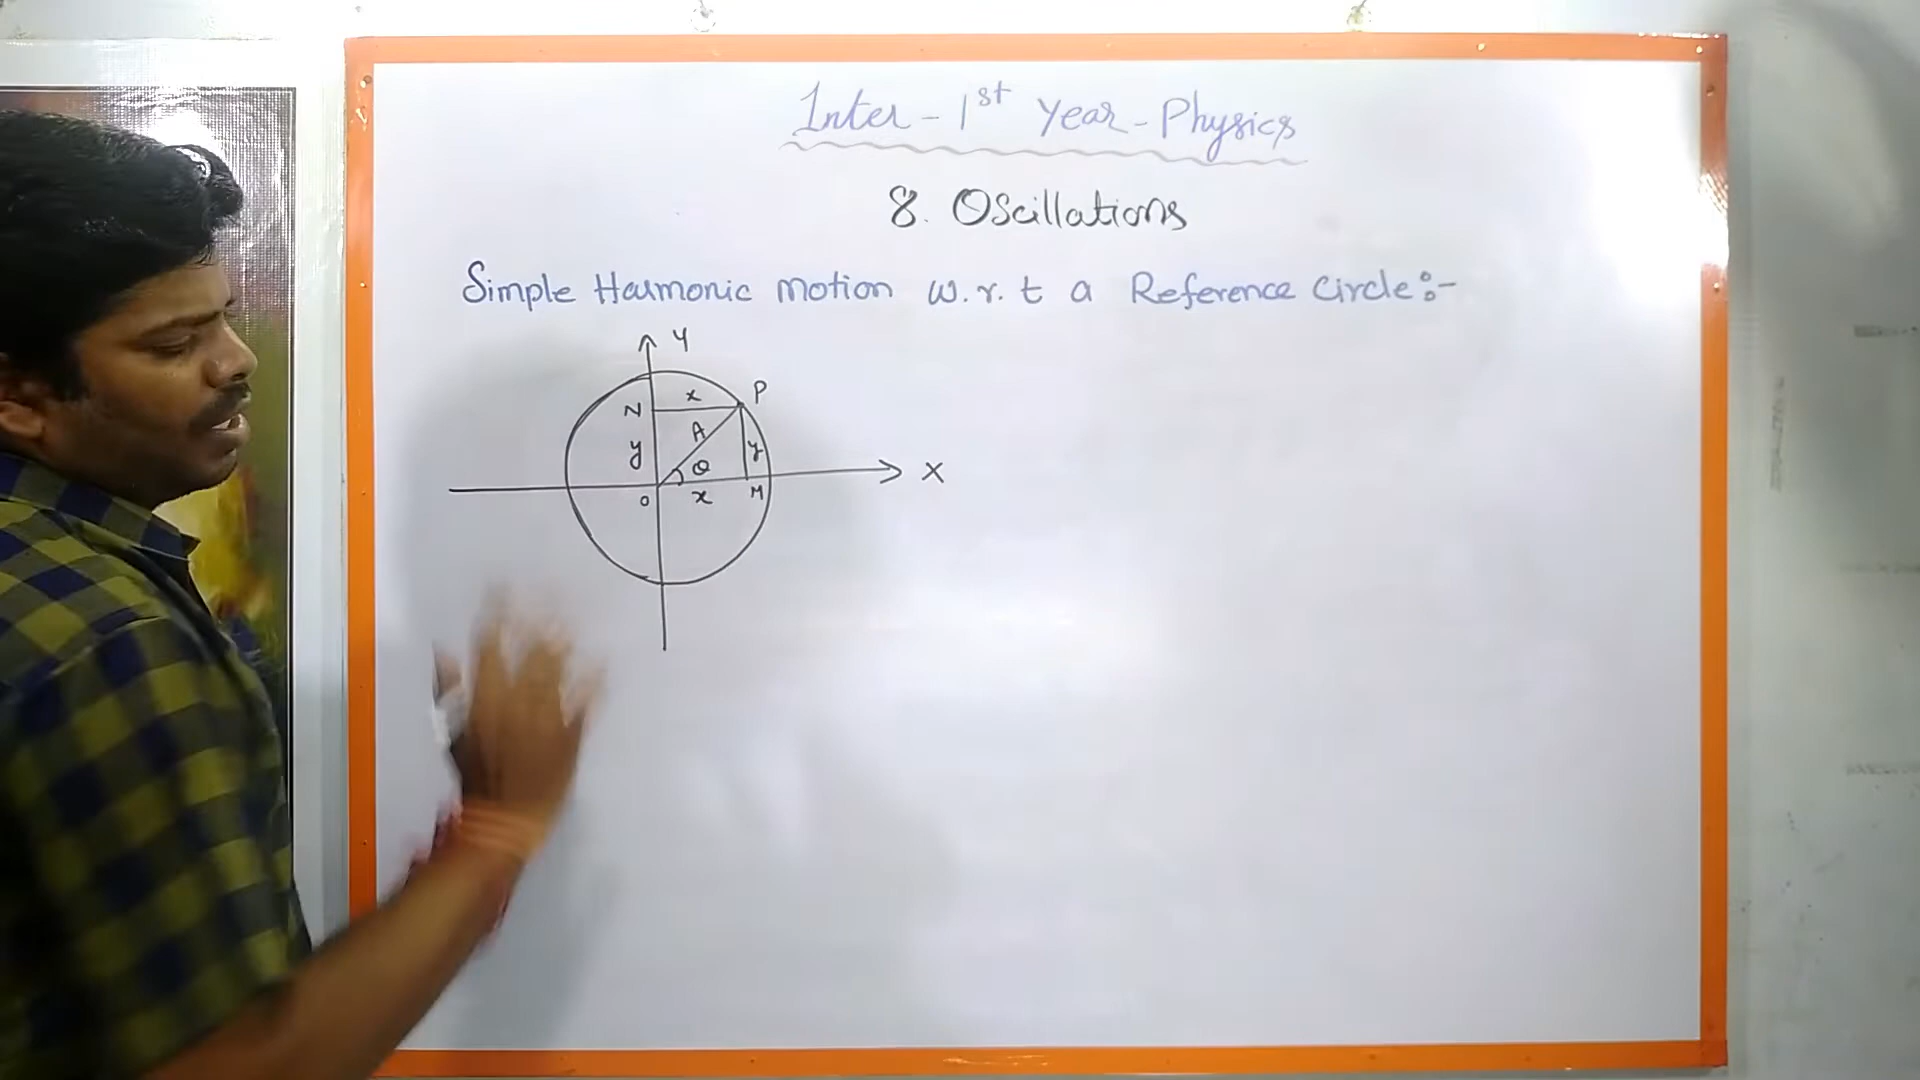 Inter - 1st Year - Physics
8. Oscillations
Simple Harmonic Motion w.r.t a Reference Circle :-
Y
N x P
A
y θ y
O x M X